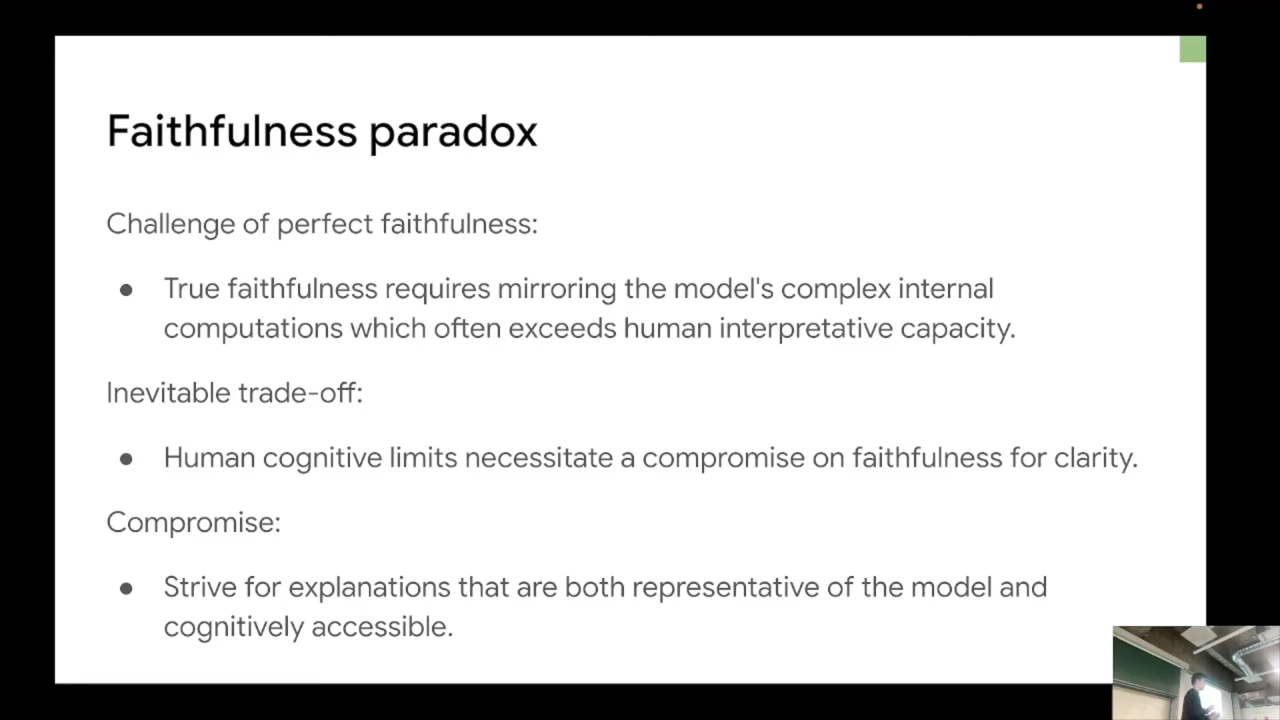 Faithfulness paradox
Challenge of perfect faithfulness:
● True faithfulness requires mirroring the model's complex internal
computations which often exceeds human interpretative capacity.
Inevitable trade-off:
● Human cognitive limits necessitate a compromise on faithfulness for clarity.
Compromise:
● Strive for explanations that are both representative of the model and
cognitively accessible.